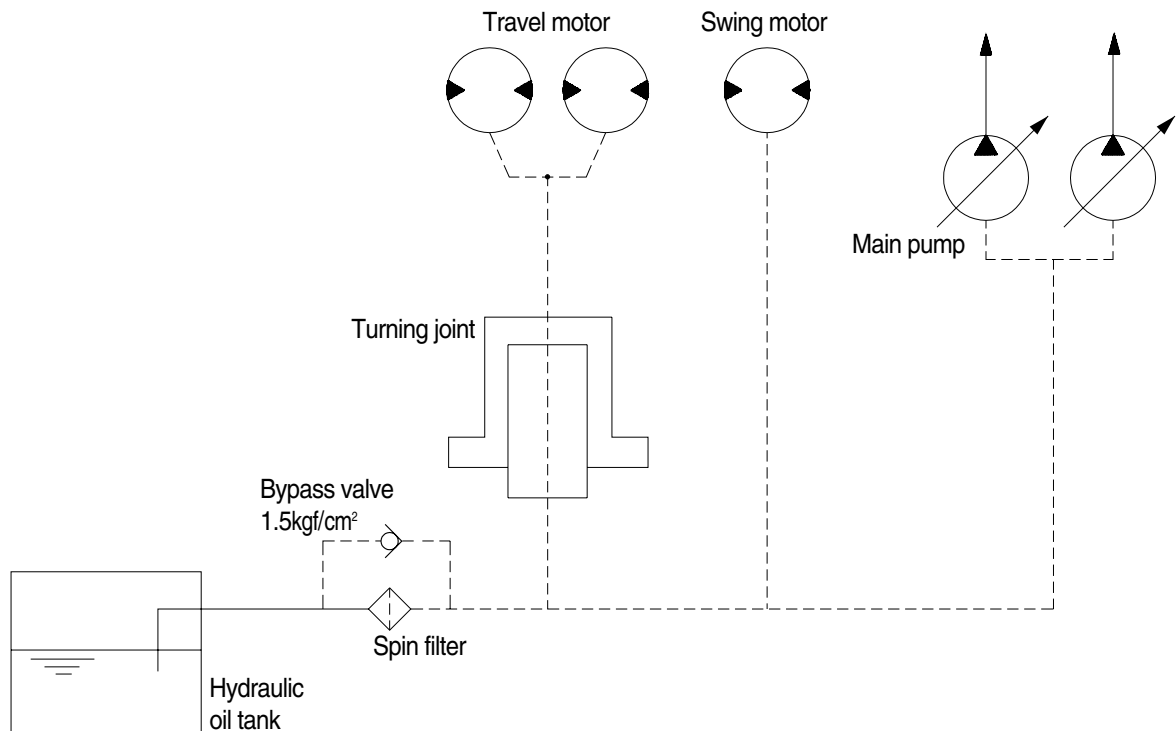 Travel motor
Swing motor
Main pump
Turning joint
Bypass valve
1.5kgf/cm²
Spin filter
Hydraulic
oil tank